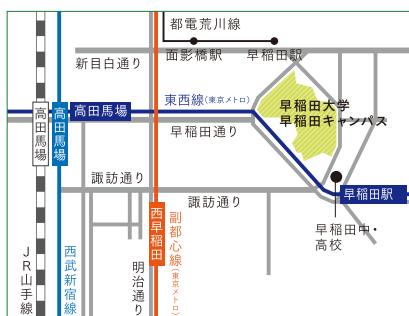 都電荒川線
面影橋駅
早稲田駅
新目白通り
東西線(東京メトロ)
早稲田大学
早稲田キャンパス
高田馬場
高田馬場
高田馬場
早稲田通り
諏訪通り
諏訪通り
早稲田駅
早稲田中・
高校
西早稲田
副都心線(東京メトロ)
JR山手線
西武新宿線
明治通り